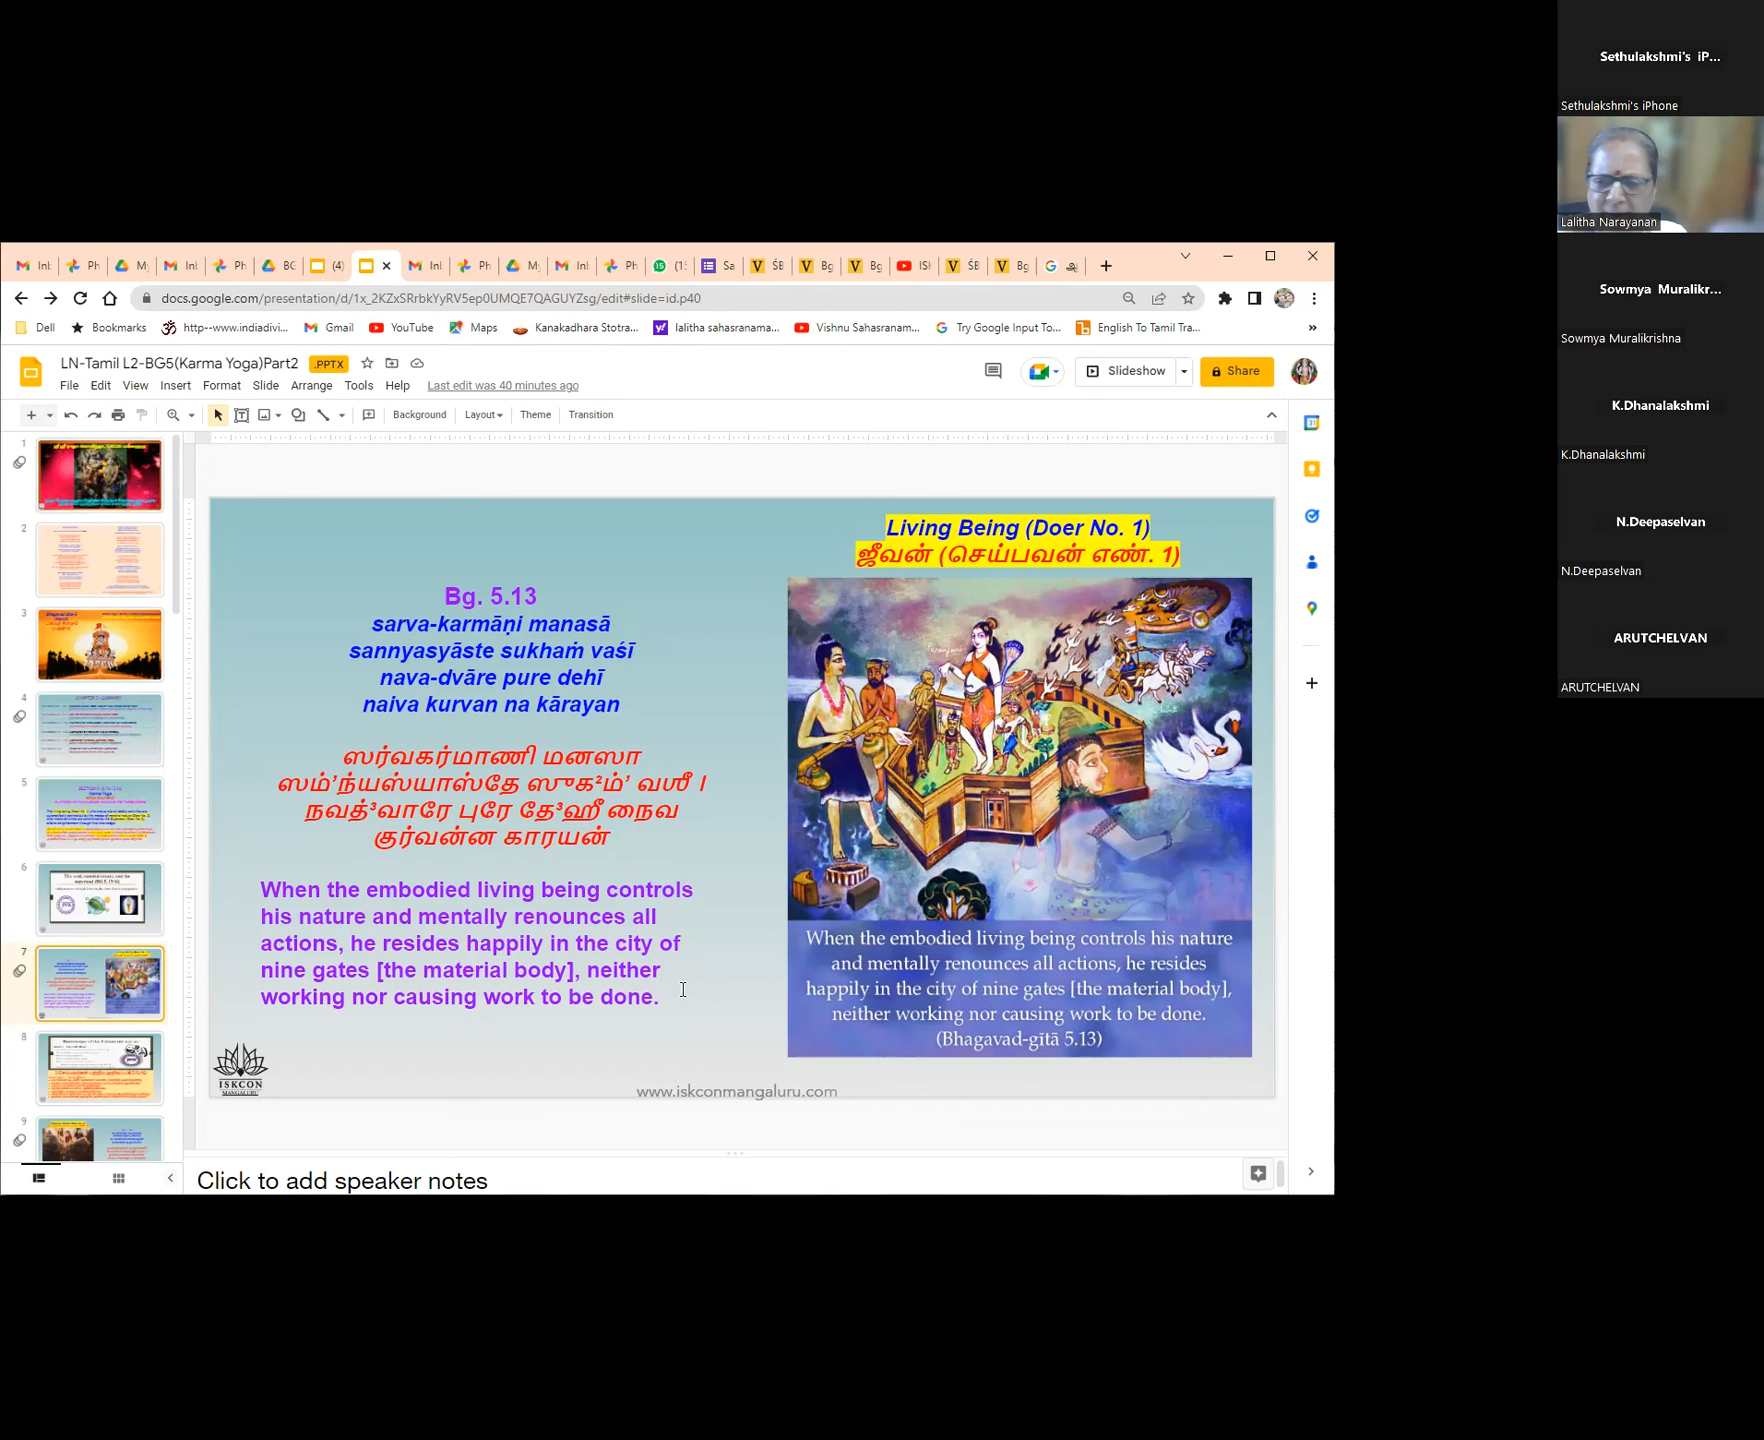 Sethulakshmi's iP...
Sethulakshmi's iPhone
Lalitha Narayanan
Sowmya Muralikr...
Sowmya Muralikrishna
K.Dhanalakshmi
K.Dhanalakshmi
N.Deepaselvan
N.Deepaselvan
ARUTCHELVAN
ARUTCHELVAN
docs.google.com/presentation/d/1x_2KZxSRrbkYyRV5ep0UMQE7QAGUYZsg/edit#slide=id.p40
Dell Bookmarks http--www.indiadivi... Gmail YouTube Maps Kanakadhara Stotra... lalitha sahasranama... Vishnu Sahasranam... Try Google Input To... English To Tamil Tra... »
LN-Tamil L2-BG5(Karma Yoga)Part2 .PPTX
File Edit View Insert Format Slide Arrange Tools Help Last edit was 40 minutes ago
Slideshow Share
Background Layout Theme Transition
1
2
3
4
5
6
7
8
9
Living Being (Doer No. 1)
ஜீவன் (செய்பவன் எண். 1)
Bg. 5.13
sarva-karmāṇi manasā
sannyasyāste sukhaṁ vaśī
nava-dvāre pure dehī
naiva kurvan na kārayan
ஸர்வகர்மாணி மனஸா
ஸம்’ந்யஸ்யாஸ்தே ஸுக²ம்’ வஶீ ।
நவத்³வாரே புரே தே³ஹீ நைவ
குர்வன்ன காரயன்
When the embodied living being controls
his nature and mentally renounces all
actions, he resides happily in the city of
nine gates [the material body], neither
working nor causing work to be done.
When the embodied living being controls his nature
and mentally renounces all actions, he resides
happily in the city of nine gates [the material body],
neither working nor causing work to be done.
(Bhagavad-gītā 5.13)
ISKCON
MANGALURU
www.iskconmangaluru.com
Click to add speaker notes